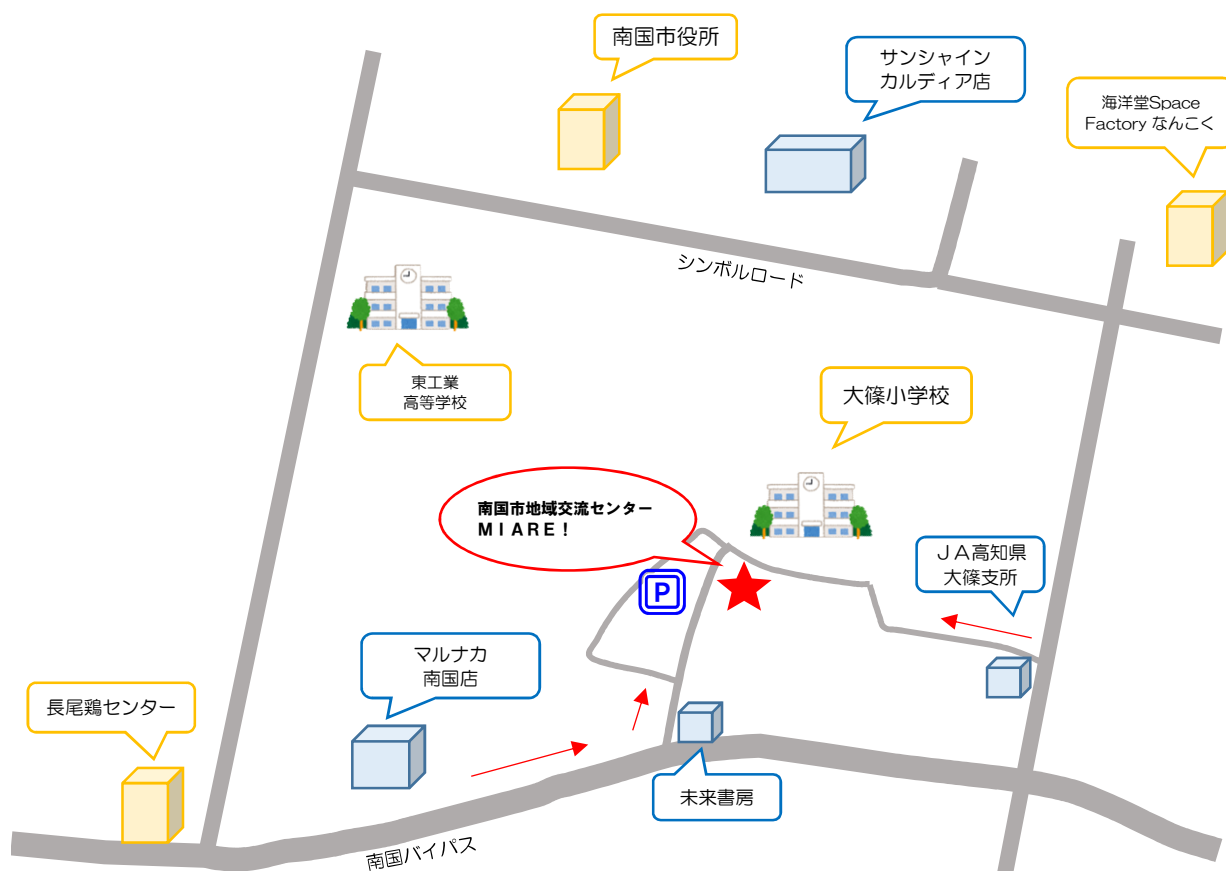 南国市役所
サンシャイン
カルディア店
海洋堂Space
Factory なんこく
シンボルロード
東工業
高等学校
大篠小学校
南国市地域交流センター
ＭＩＡＲＥ！
ＪＡ高知県
大篠支所
P
マルナカ
南国店
長尾鶏センター
未来書房
南国バイパス